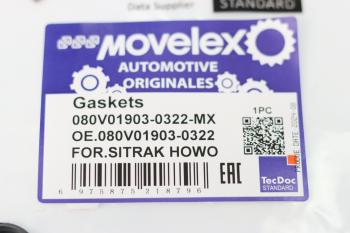 Data Supplier
STANDARD
MOVELEX
AUTOMOTIVE
ORIGINALES
Gaskets
080V01903-0322-MX
OE.080V01903-0322
FOR.SITRAK HOWO
1PC
6 975875 218796
EAC
TecDoc
STANDARD